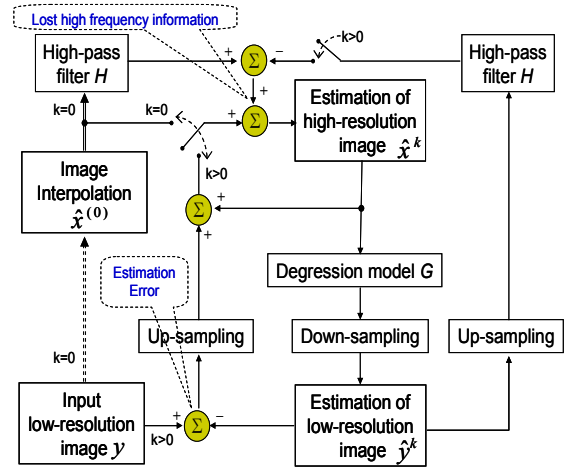 Lost high frequency information
High-pass
filter H
+
Σ
−
k>0
High-pass
filter H
+
k=0
k=0
+
Σ
Estimation of
high-resolution
image x̂ᵏ
Image
Interpolation
x̂⁽⁰⁾
k>0
+
Σ
+
Estimation
Error
Degression model G
Up-sampling
Down-sampling
Up-sampling
k=0
Input
low-resolution
image y
+
k>0
Σ
−
Estimation of
low-resolution
image ŷᵏ